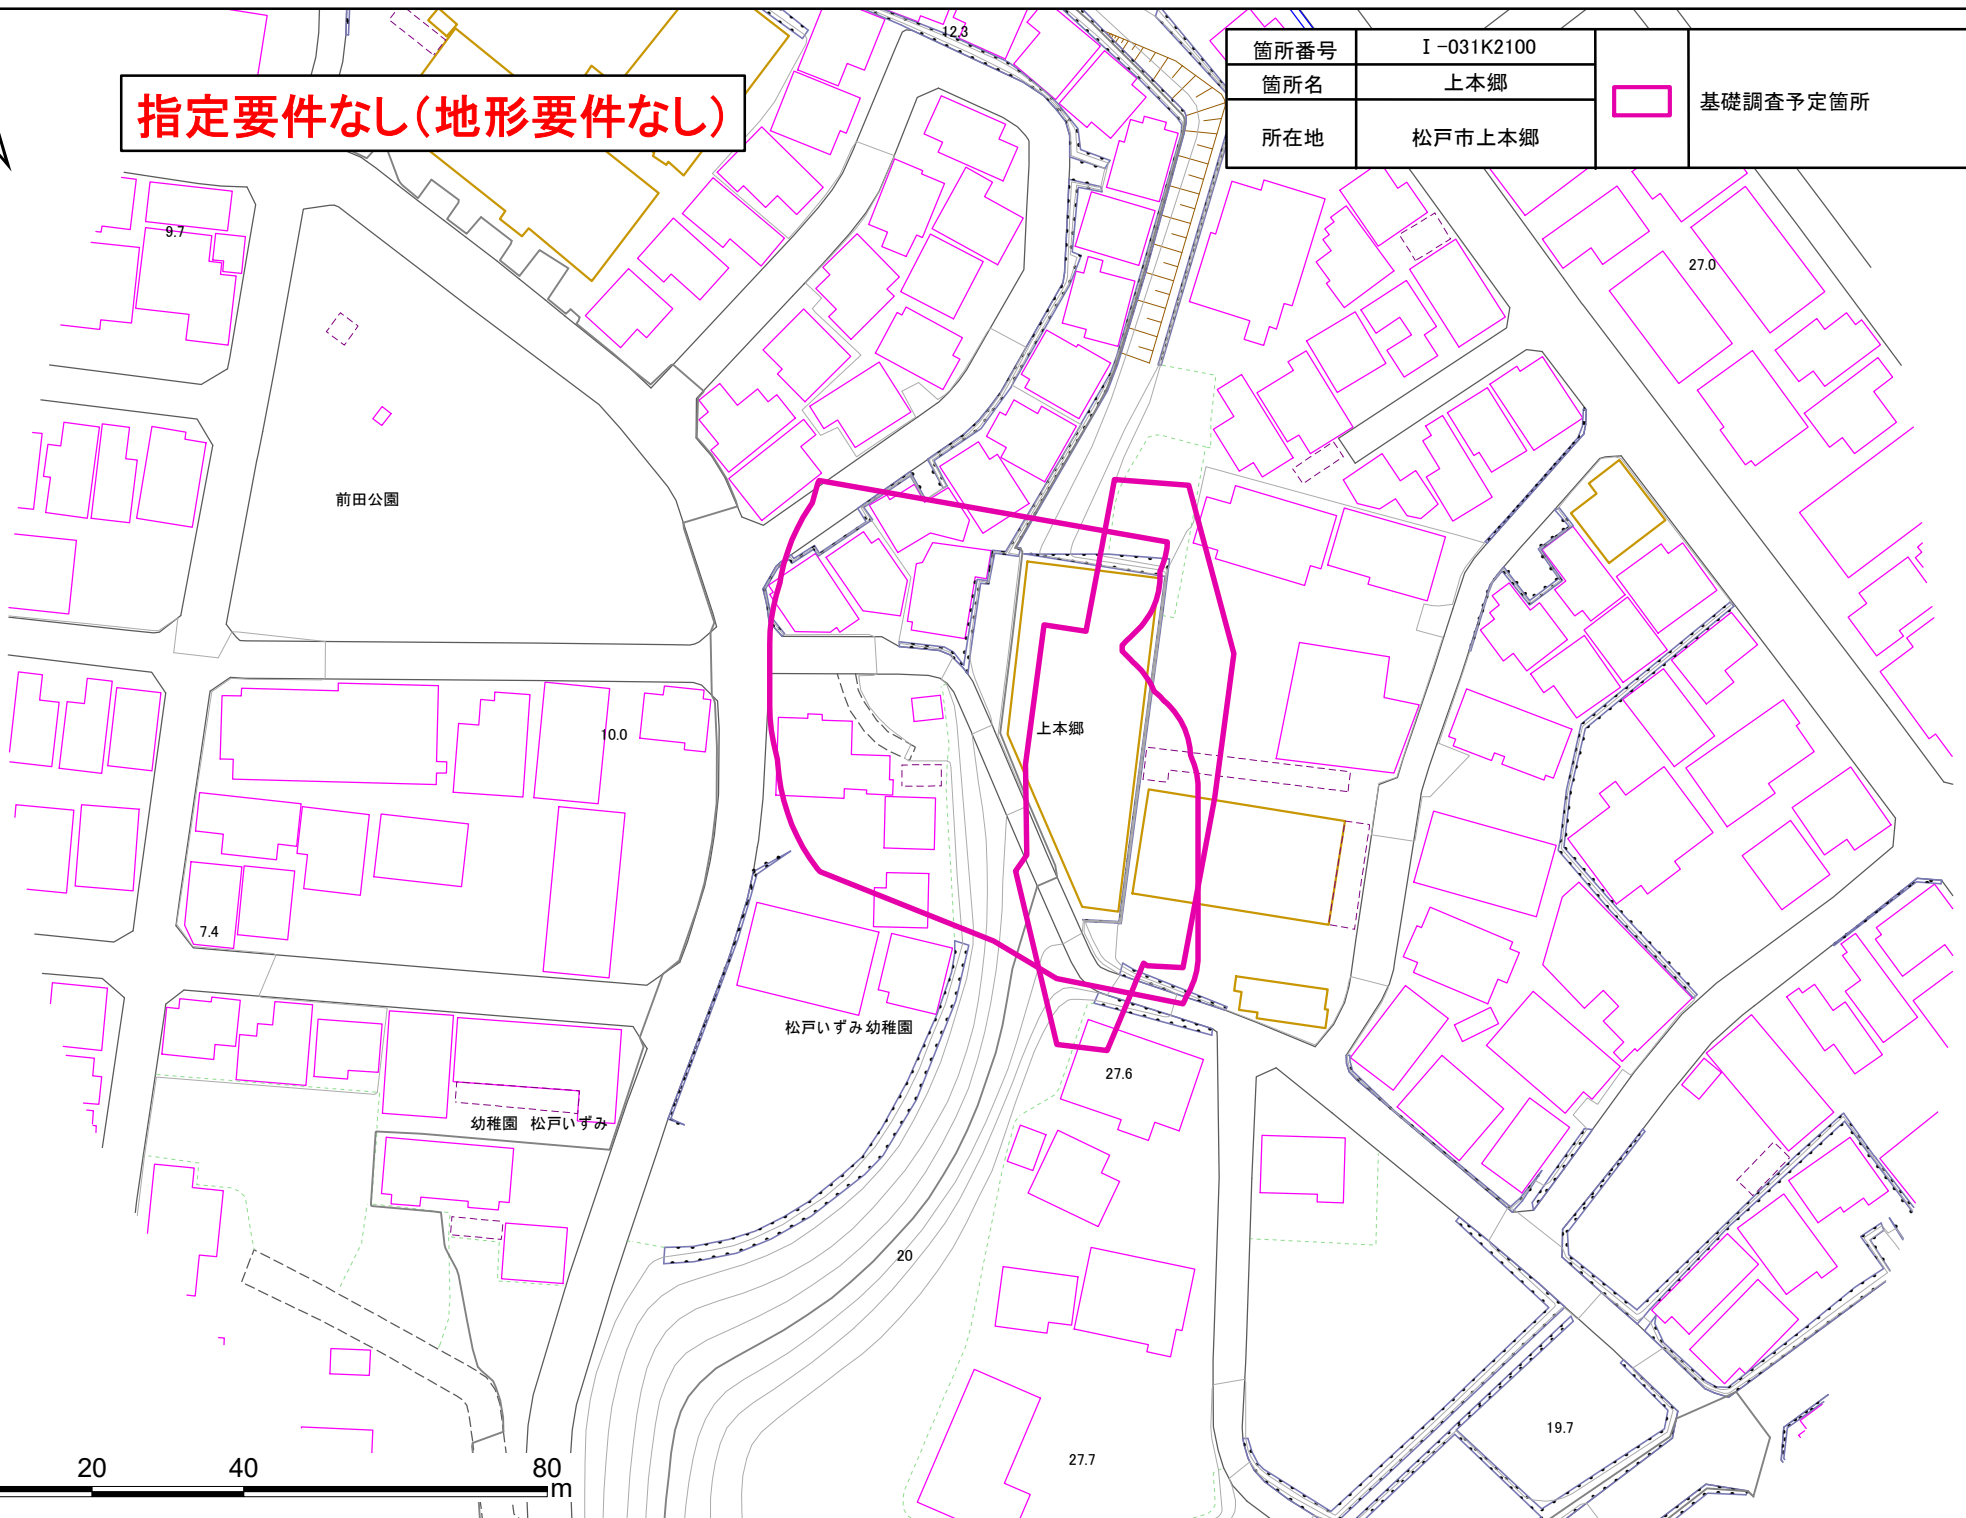 12.3
箇所番号 Ⅰ-031K2100
箇所名 上本郷
所在地 松戸市上本郷
基礎調査予定箇所
指定要件なし(地形要件なし)
9.7
27.0
前田公園
上本郷
10.0
7.4
松戸いずみ幼稚園
27.6
幼稚園 松戸いずみ
20
19.7
27.7
20 40 80
m